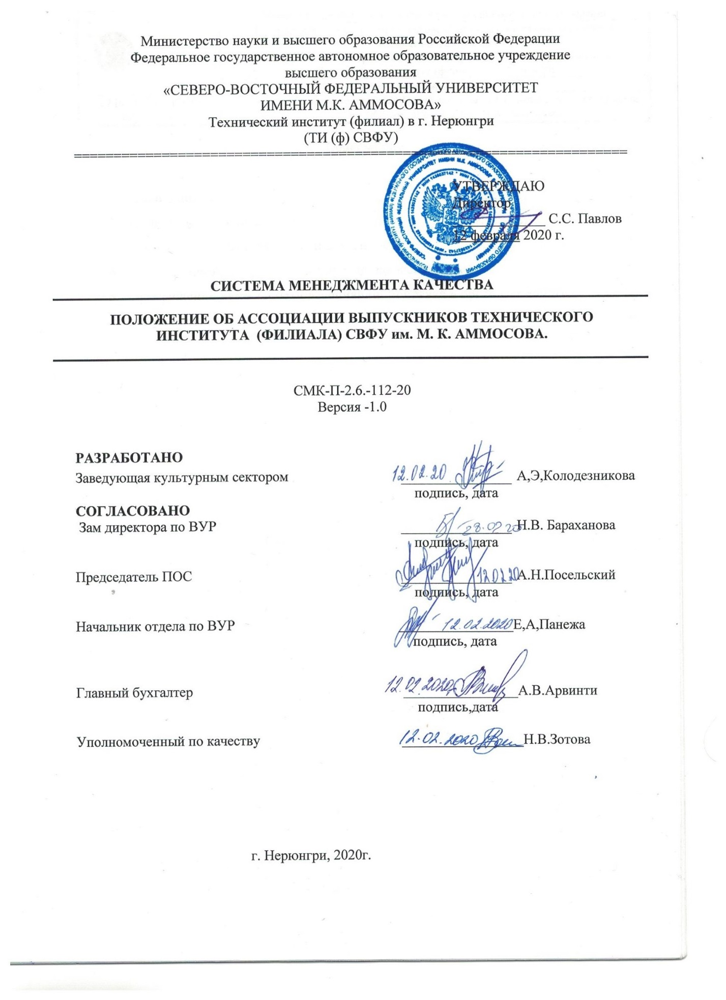 Министерство науки и высшего образования Российской Федерации
Федеральное государственное автономное образовательное учреждение
высшего образования
«СЕВЕРО-ВОСТОЧНЫЙ ФЕДЕРАЛЬНЫЙ УНИВЕРСИТЕТ
ИМЕНИ М.К. АММОСОВА»
Технический институт (филиал) в г. Нерюнгри
(ТИ (ф) СВФУ)
УТВЕРЖДАЮ
Директор
С.С. Павлов
12 февраля 2020 г.
СИСТЕМА МЕНЕДЖМЕНТА КАЧЕСТВА
ПОЛОЖЕНИЕ ОБ АССОЦИАЦИИ ВЫПУСКНИКОВ ТЕХНИЧЕСКОГО
ИНСТИТУТА (ФИЛИАЛА) СВФУ им. М. К. АММОСОВА.
СМК-П-2.6.-112-20
Версия -1.0
РАЗРАБОТАНО
Заведующая культурным сектором 12.02.20 А,Э,Колодезникова
подпись, дата
СОГЛАСОВАНО
Зам директора по ВУР Н.В. Бараханова
подпись, дата
Председатель ПОС 12.02.20 А.Н.Посельский
подпись, дата
Начальник отдела по ВУР 12.02.2020 Е,А,Панежа
подпись, дата
Главный бухгалтер 12.02.2020 А.В.Арвинти
подпись,дата
Уполномоченный по качеству 12.02.2020 Н.В.Зотова
г. Нерюнгри, 2020г.